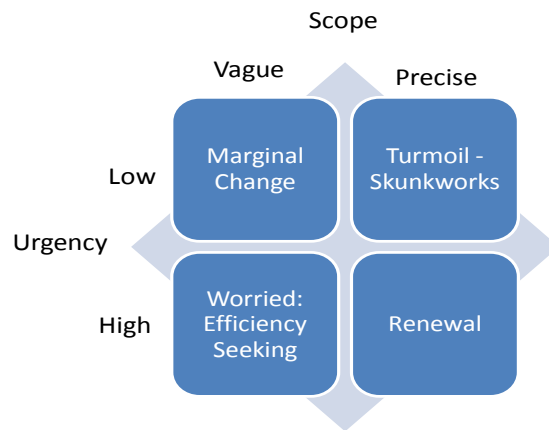 Scope
Vague
Precise
Marginal
Change
Turmoil -
Skunkworks
Low
Urgency
High
Worried:
Efficiency
Seeking
Renewal